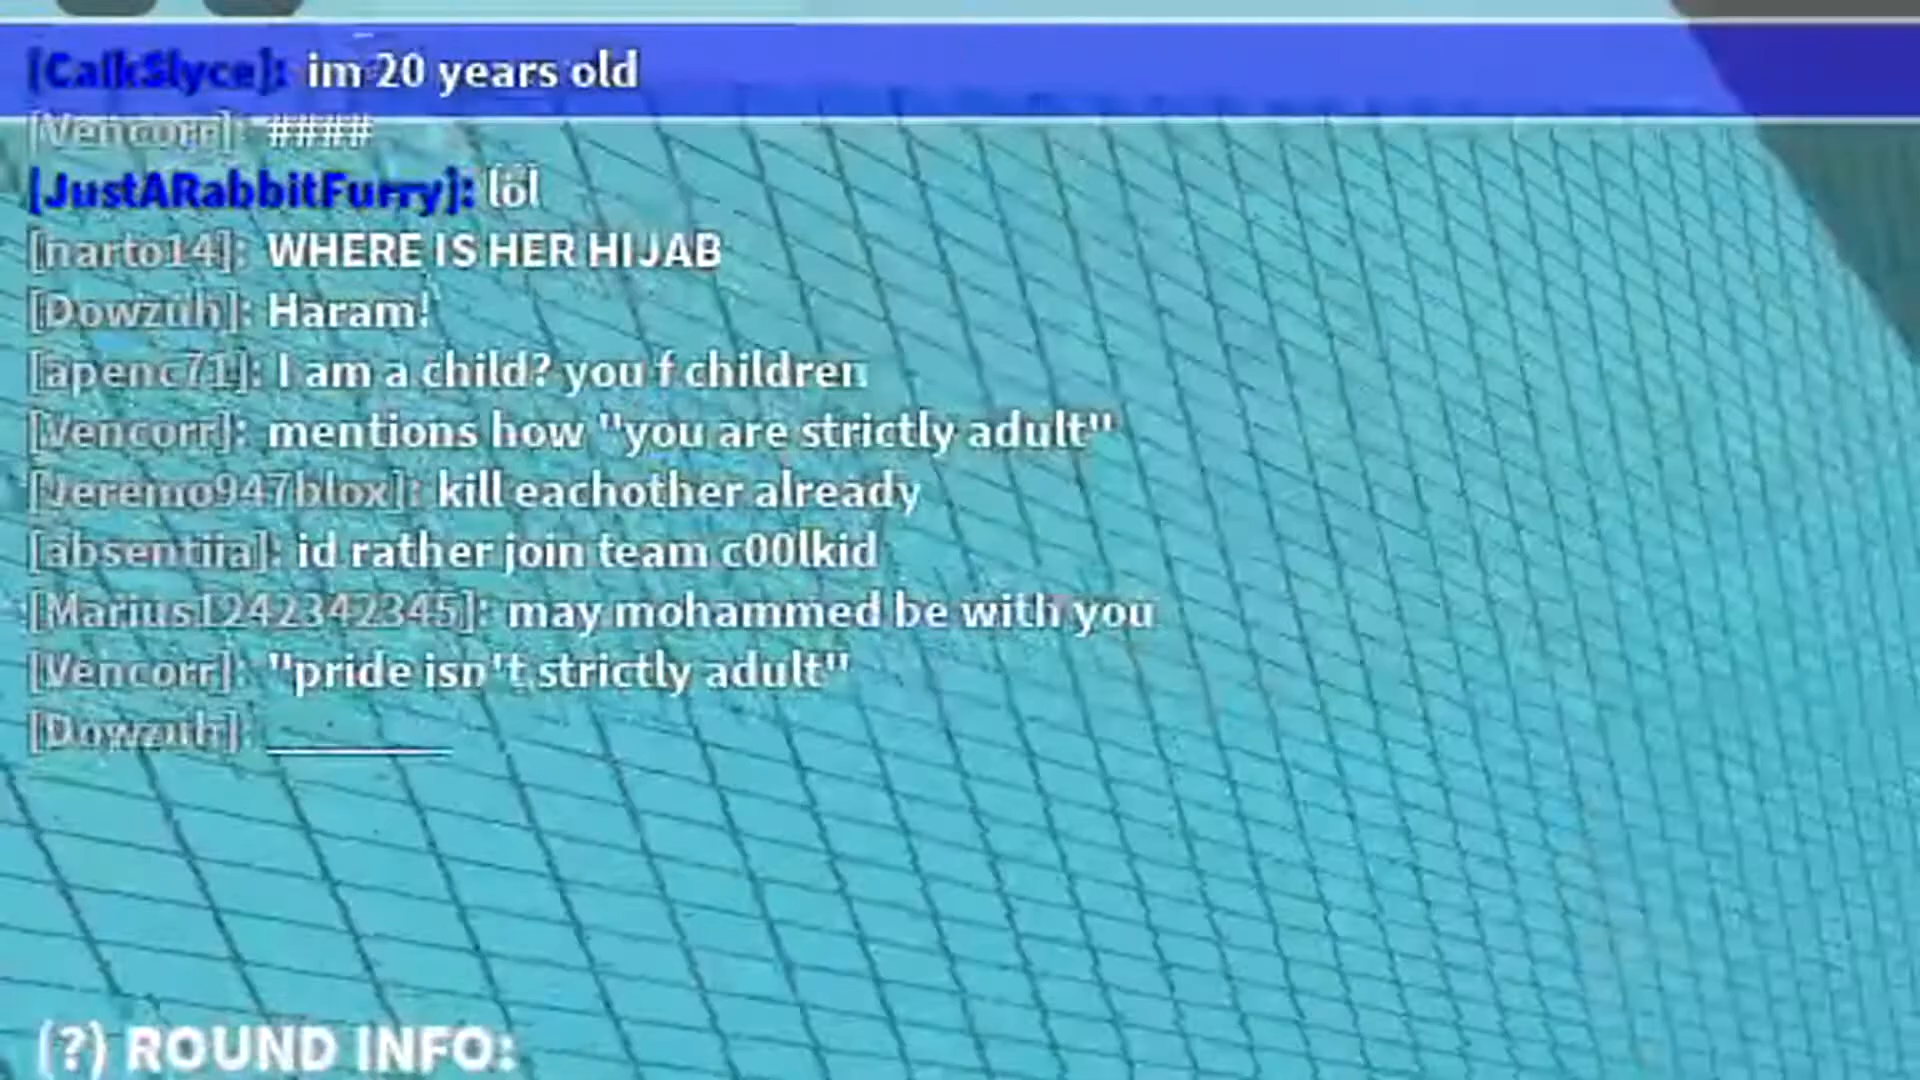 [CalkSlyce]: im 20 years old
[Vencorr]: ####
[JustARabbitFurry]: lol
[narto14]: WHERE IS HER HIJAB
[Dowzuh]: Haram!
[apenc71]: I am a child? you f children
[Vencorr]: mentions how "you are strictly adult"
[Jeremo947blox]: kill eachother already
[absentiia]: id rather join team c00lkid
[Marius1242342345]: may mohammed be with you
[Vencorr]: "pride isn't strictly adult"
[Dowzuh]: _________
(?) ROUND INFO: